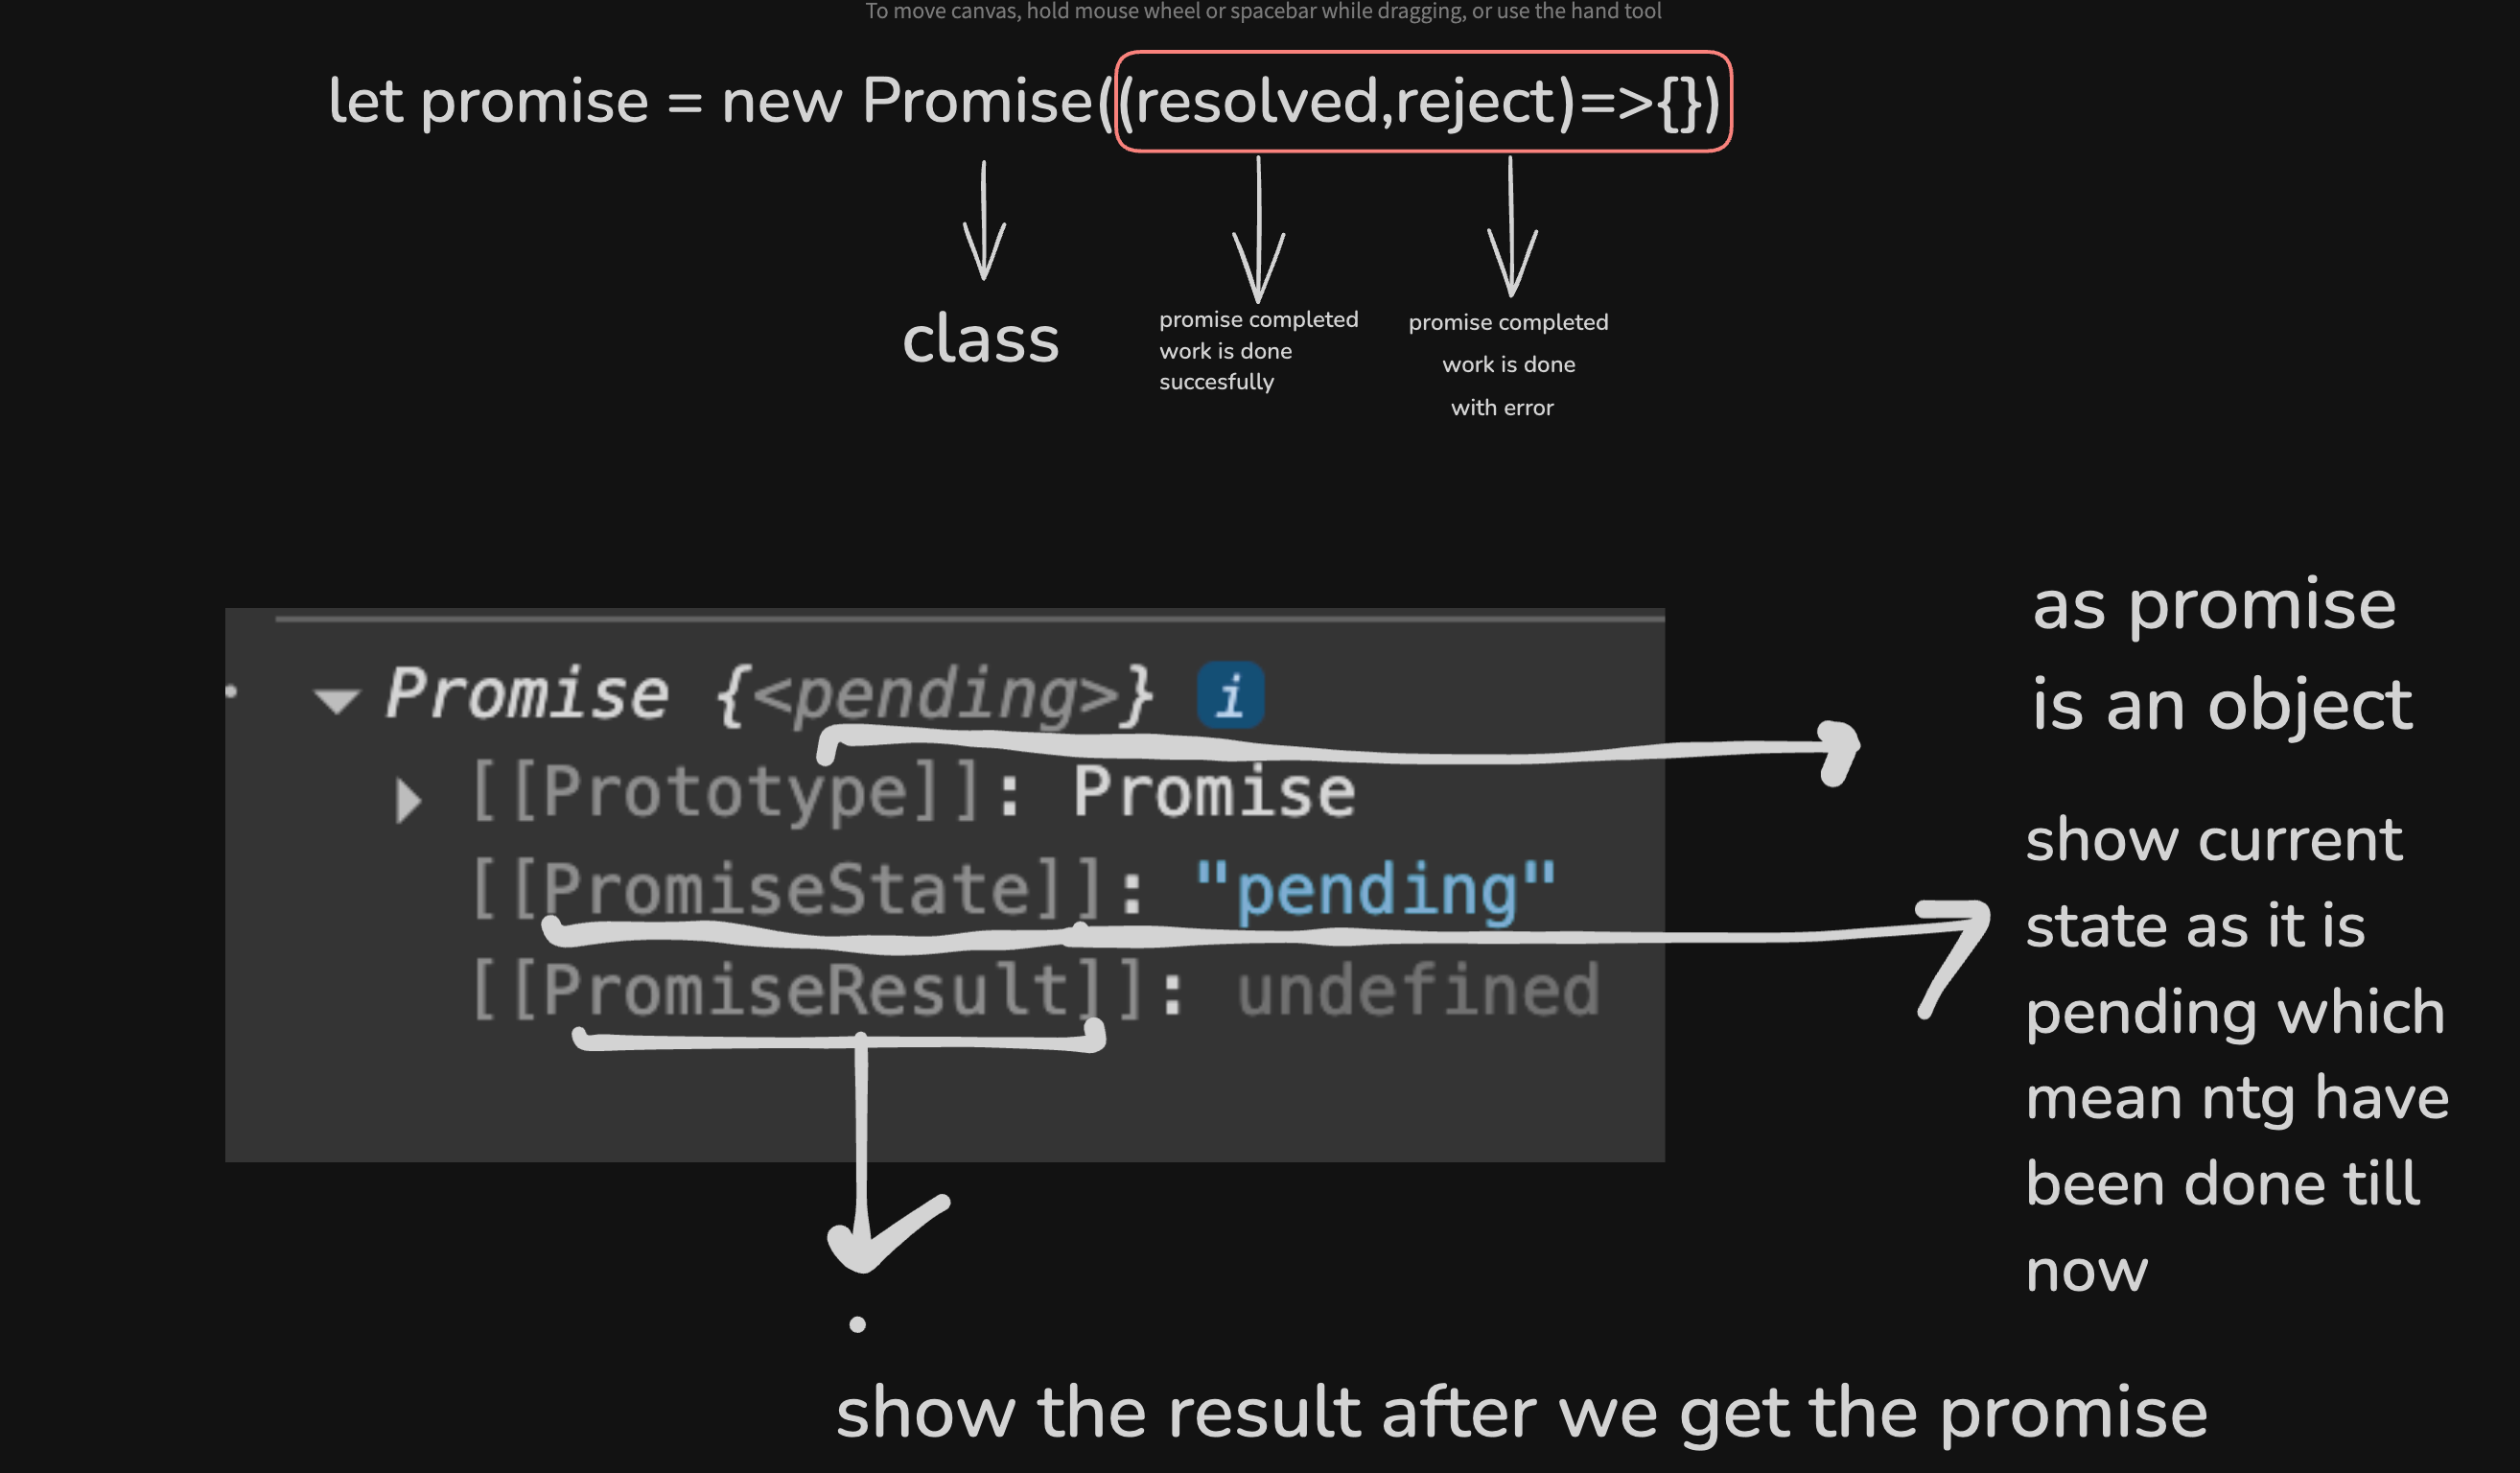 To move canvas, hold mouse wheel or spacebar while dragging, or use the hand tool
let promise = new Promise((resolved,reject)=>{})
class
promise completed
work is done
succesfully
promise completed
work is done
with error
Promise {<pending>} i
[[Prototype]]: Promise
[[PromiseState]]: "pending"
[[PromiseResult]]: undefined
as promise
is an object
show current
state as it is
pending which
mean ntg have
been done till
now
show the result after we get the promise